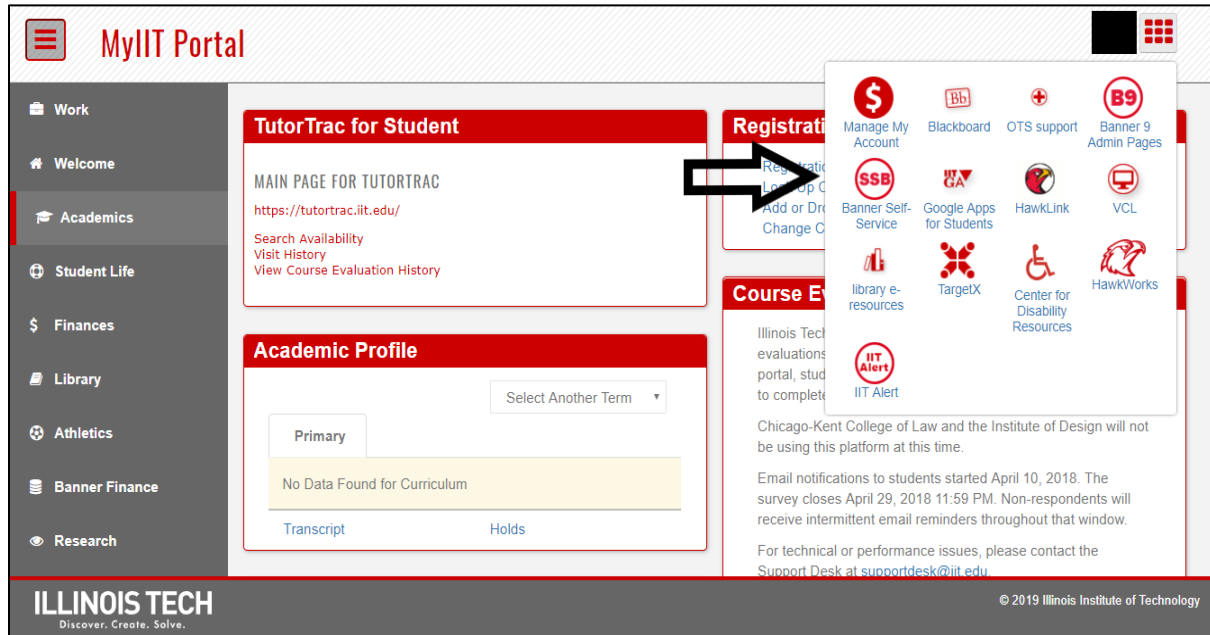 MyIIT Portal
Work
Welcome
Academics
Student Life
$ Finances
Library
Athletics
Banner Finance
Research
TutorTrac for Student
MAIN PAGE FOR TUTORTRAC
https://tutortrac.iit.edu/
Search Availability
Visit History
View Course Evaluation History
Academic Profile
Select Another Term
Primary
No Data Found for Curriculum
Transcript Holds
Registrati
Look Up C
Add or Dro
Change C
$
Manage My
Account
Bb
Blackboard
OTS support
B9
Banner 9
Admin Pages
SSB
Banner Self-
Service
GA
Google Apps
for Students
HawkLink
VCL
library e-
resources
TargetX
Center for
Disability
Resources
HawkWorks
IIT
Alert
IIT Alert
Course Ev
Illinois Tech
evaluations
portal, stud
to complete
Chicago-Kent College of Law and the Institute of Design will not
be using this platform at this time.
Email notifications to students started April 10, 2018. The
survey closes April 29, 2018 11:59 PM. Non-respondents will
receive intermittent email reminders throughout that window.
For technical or performance issues, please contact the
Support Desk at supportdesk@iit.edu.
ILLINOIS TECH
Discover. Create. Solve.
© 2019 Illinois Institute of Technology